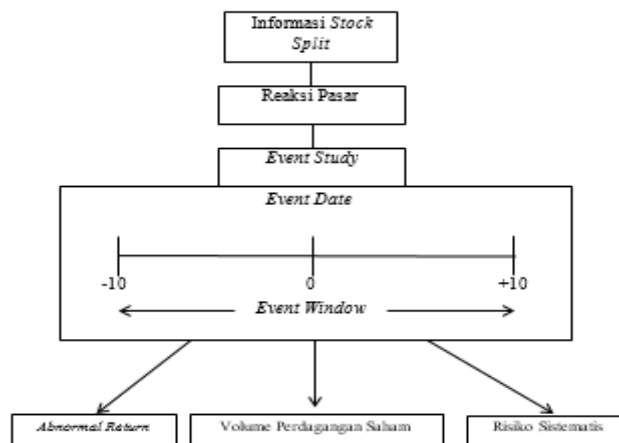 Informasi Stock
Split
Reaksi Pasar
Event Study
Event Date
-10
0
+10
Event Window
Abnormal Return
Volume Perdagangan Saham
Risiko Sistematis